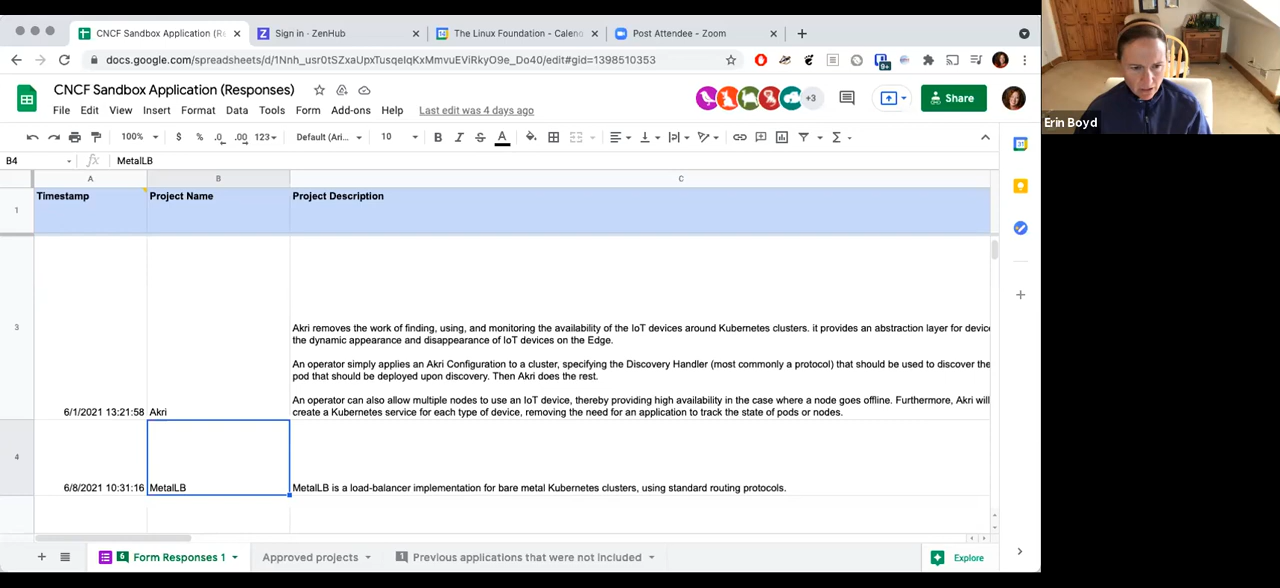 CNCF Sandbox Application (Res
Sign in - ZenHub
The Linux Foundation - Calend
Post Attendee - Zoom
docs.google.com/spreadsheets/d/1Nnh_usr0tSZxaUpxTusqeIqKxMmvuEViRkyO9e_Do40/edit#gid=1398510353
9+
CNCF Sandbox Application (Responses)
File Edit View Insert Format Data Tools Form Add-ons Help Last edit was 4 days ago
+3
Share
Erin Boyd
100% $ % .0 .00 123 Default (Ari... 10 B I S A
31
B4 fx MetalLB
A B C
1 Timestamp Project Name Project Description
Akri removes the work of finding, using, and monitoring the availability of the IoT devices around Kubernetes clusters. it provides an abstraction layer for device
3 the dynamic appearance and disappearance of IoT devices on the Edge.
An operator simply applies an Akri Configuration to a cluster, specifying the Discovery Handler (most commonly a protocol) that should be used to discover the
pod that should be deployed upon discovery. Then Akri does the rest.
An operator can also allow multiple nodes to use an IoT device, thereby providing high availability in the case where a node goes offline. Furthermore, Akri will
6/1/2021 13:21:58 Akri create a Kubernetes service for each type of device, removing the need for an application to track the state of pods or nodes.
4
6/8/2021 10:31:16 MetalLB MetalLB is a load-balancer implementation for bare metal Kubernetes clusters, using standard routing protocols.
6 Form Responses 1 Approved projects 1 Previous applications that were not included Explore